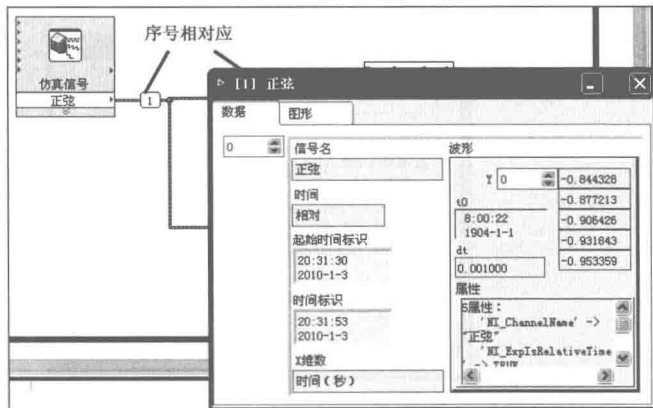 序号相对应
仿真信号
正弦
1
[1] 正弦
数据
图形
0
信号名
正弦
时间
相对
起始时间标识
20:31:30
2010-1-3
时间标识
20:31:53
2010-1-3
X维数
时间(秒)
波形
Y 0
-0.844328
-0.877213
-0.906426
-0.931843
-0.953359
t0
8:00:22
1904-1-1
dt
0.001000
属性
5属性:
'NI_ChannelName' ->
"正弦"
'NI_ExpIsRelativeTime
' -> TRUE